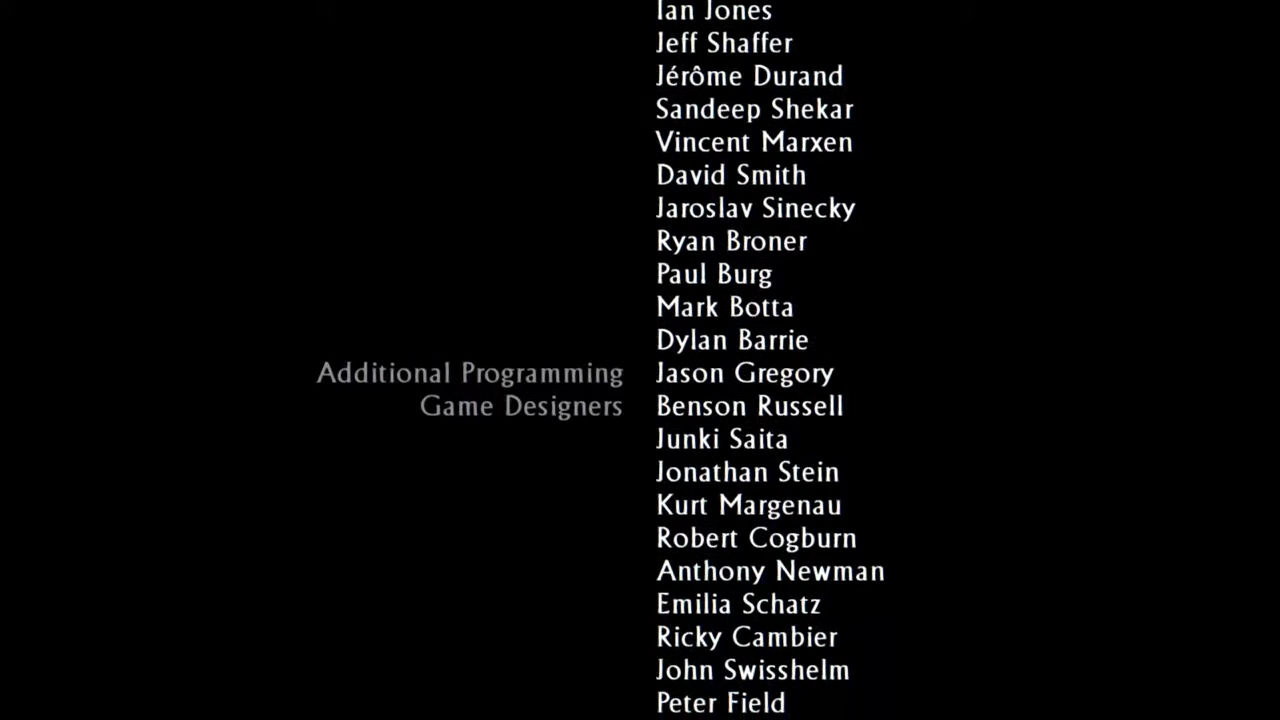 Ian Jones
Jeff Shaffer
Jérôme Durand
Sandeep Shekar
Vincent Marxen
David Smith
Jaroslav Sinecky
Ryan Broner
Paul Burg
Mark Botta
Dylan Barrie
Additional Programming Jason Gregory
Game Designers Benson Russell
Junki Saita
Jonathan Stein
Kurt Margenau
Robert Cogburn
Anthony Newman
Emilia Schatz
Ricky Cambier
John Swisshelm
Peter Field